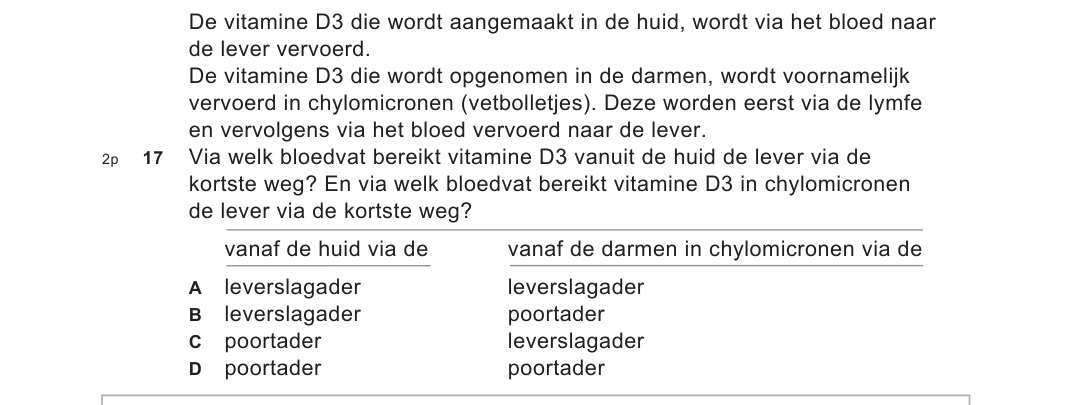 De vitamine D3 die wordt aangemaakt in de huid, wordt via het bloed naar
de lever vervoerd.
De vitamine D3 die wordt opgenomen in de darmen, wordt voornamelijk
vervoerd in chylomicronen (vetbolletjes). Deze worden eerst via de lymfe
en vervolgens via het bloed vervoerd naar de lever.
2p 17 Via welk bloedvat bereikt vitamine D3 vanuit de huid de lever via de
kortste weg? En via welk bloedvat bereikt vitamine D3 in chylomicronen
de lever via de kortste weg?
vanaf de huid via de vanaf de darmen in chylomicronen via de
A leverslagader leverslagader
B leverslagader poortader
C poortader leverslagader
D poortader poortader